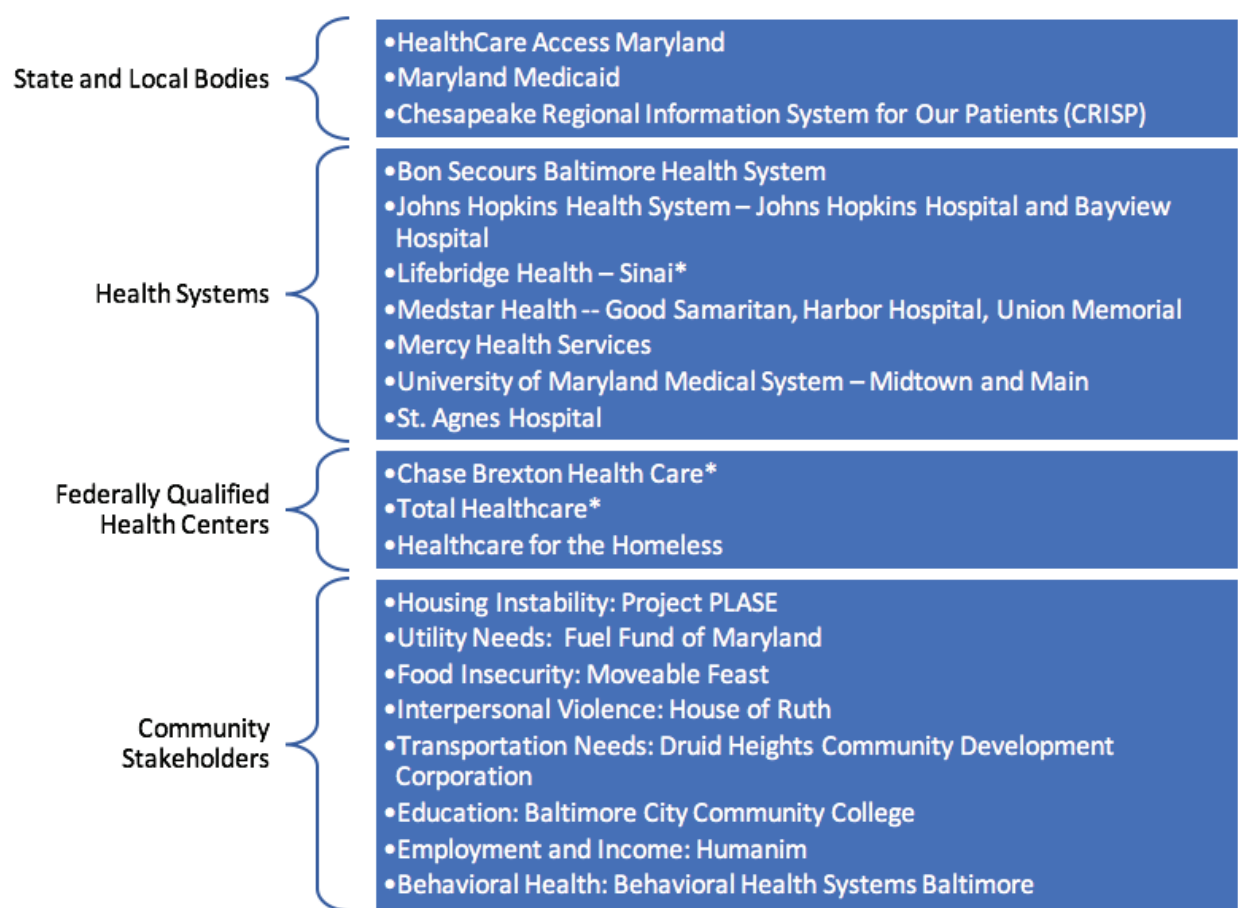 State and Local Bodies
•HealthCare Access Maryland
•Maryland Medicaid
•Chesapeake Regional Information System for Our Patients (CRISP)
Health Systems
•Bon Secours Baltimore Health System
•Johns Hopkins Health System – Johns Hopkins Hospital and Bayview
Hospital
•Lifebridge Health – Sinai*
•Medstar Health -- Good Samaritan, Harbor Hospital, Union Memorial
•Mercy Health Services
•University of Maryland Medical System – Midtown and Main
•St. Agnes Hospital
Federally Qualified
Health Centers
•Chase Brexton Health Care*
•Total Healthcare*
•Healthcare for the Homeless
Community
Stakeholders
•Housing Instability: Project PLASE
•Utility Needs:  Fuel Fund of Maryland
•Food Insecurity: Moveable Feast
•Interpersonal Violence: House of Ruth
•Transportation Needs: Druid Heights Community Development
Corporation
•Education: Baltimore City Community College
•Employment and Income: Humanim
•Behavioral Health: Behavioral Health Systems Baltimore